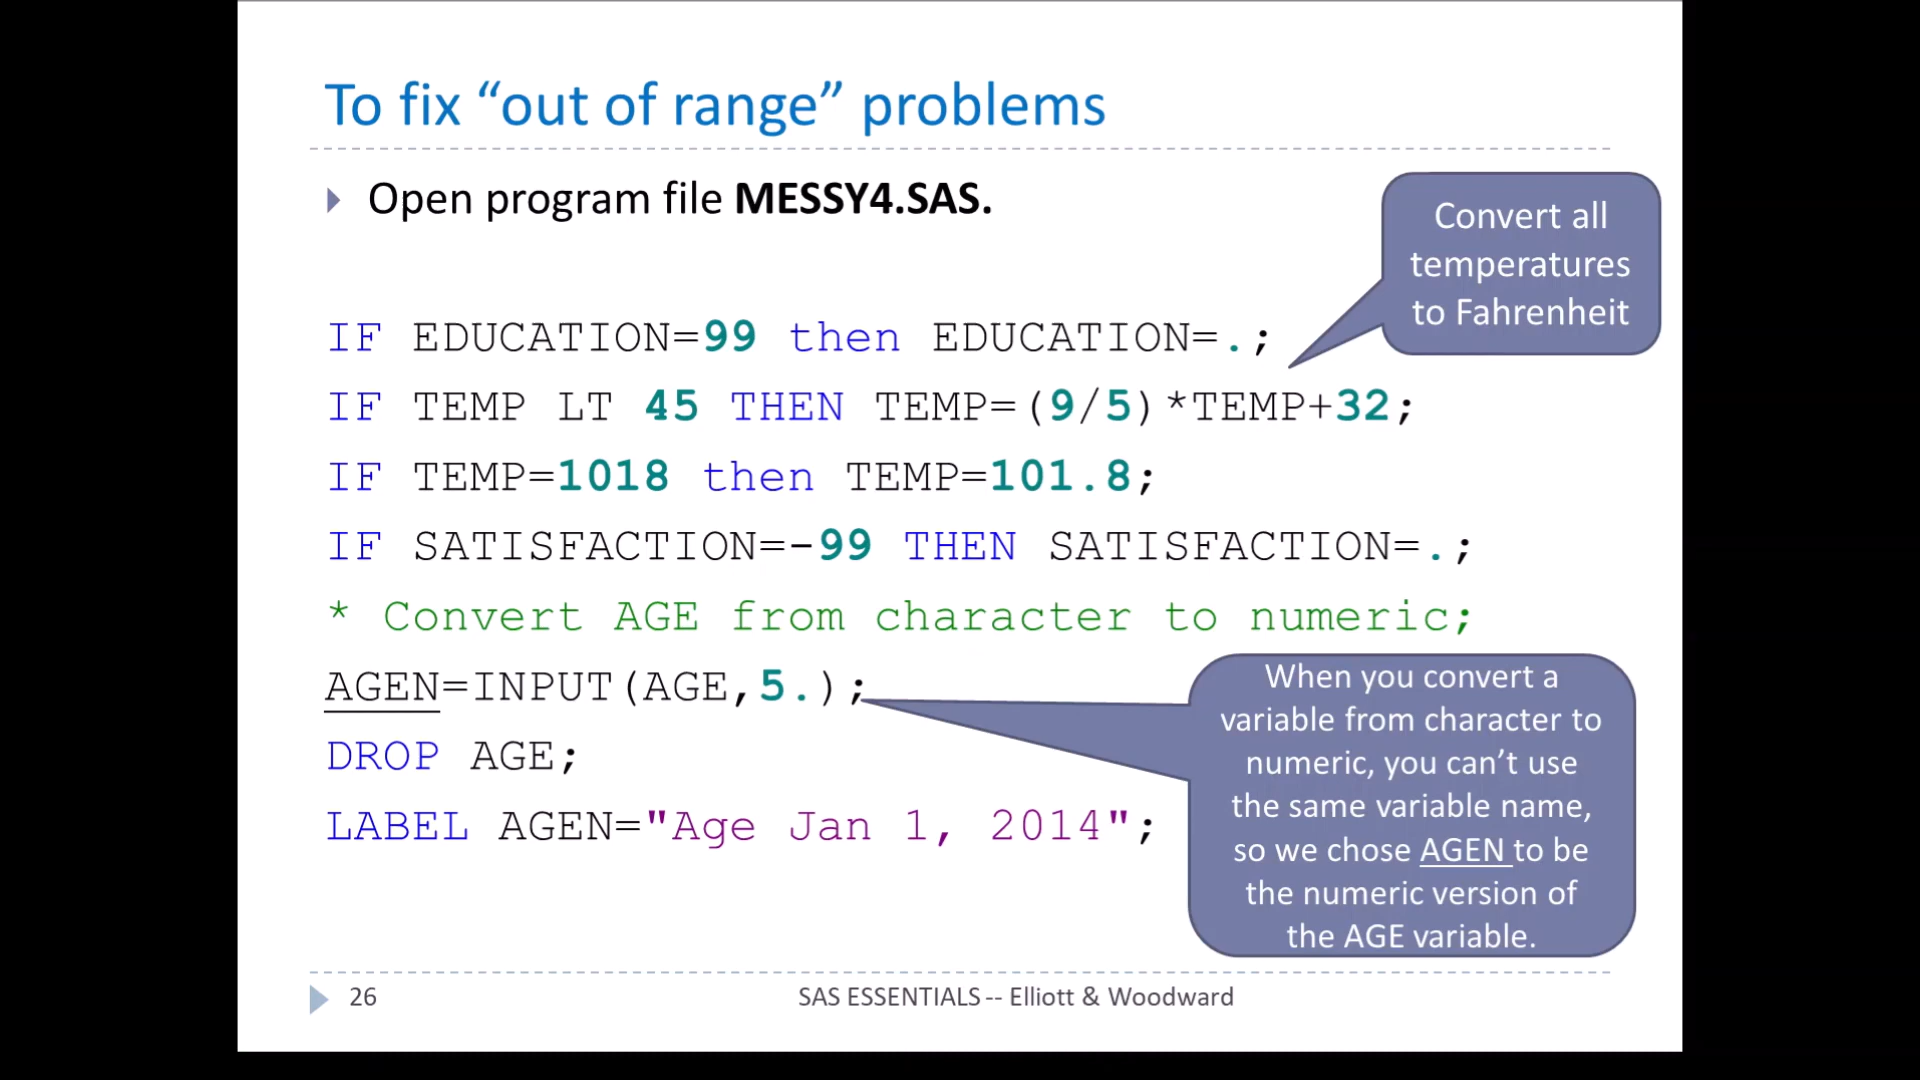 To fix “out of range” problems
Open program file MESSY4.SAS.
Convert all
temperatures
to Fahrenheit
IF EDUCATION=99 then EDUCATION=.;
IF TEMP LT 45 THEN TEMP=(9/5)*TEMP+32;
IF TEMP=1018 then TEMP=101.8;
IF SATISFACTION=-99 THEN SATISFACTION=.;
* Convert AGE from character to numeric;
AGEN=INPUT(AGE,5.);
DROP AGE;
LABEL AGEN="Age Jan 1, 2014";
When you convert a
variable from character to
numeric, you can’t use
the same variable name,
so we chose AGEN to be
the numeric version of
the AGE variable.
26
SAS ESSENTIALS -- Elliott & Woodward